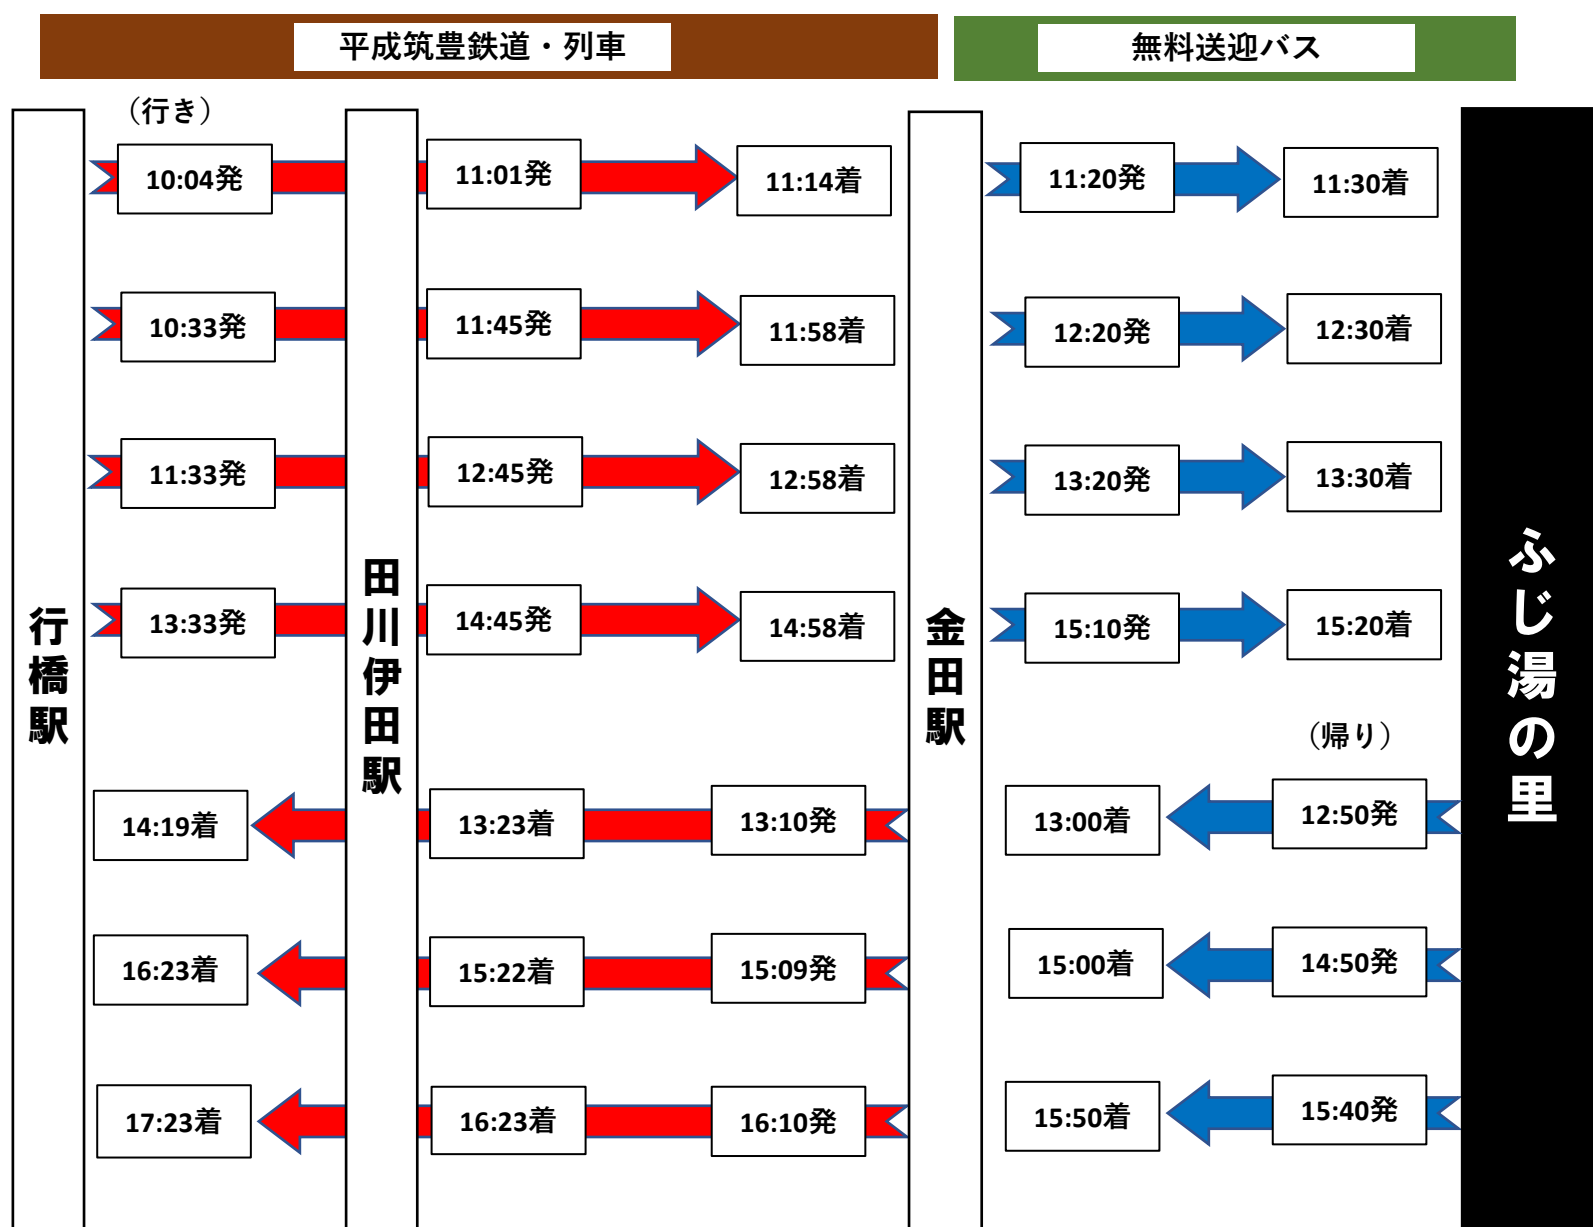 平成筑豊鉄道・列車
無料送迎バス
（行き）
10:04発
11:01発
11:14着
11:20発
11:30着
10:33発
11:45発
11:58着
12:20発
12:30着
11:33発
12:45発
12:58着
13:20発
13:30着
13:33発
14:45発
14:58着
15:10発
15:20着
行橋駅
田川伊田駅
金田駅
ふじ湯の里
（帰り）
14:19着
13:23着
13:10発
13:00着
12:50発
16:23着
15:22着
15:09発
15:00着
14:50発
17:23着
16:23着
16:10発
15:50着
15:40発